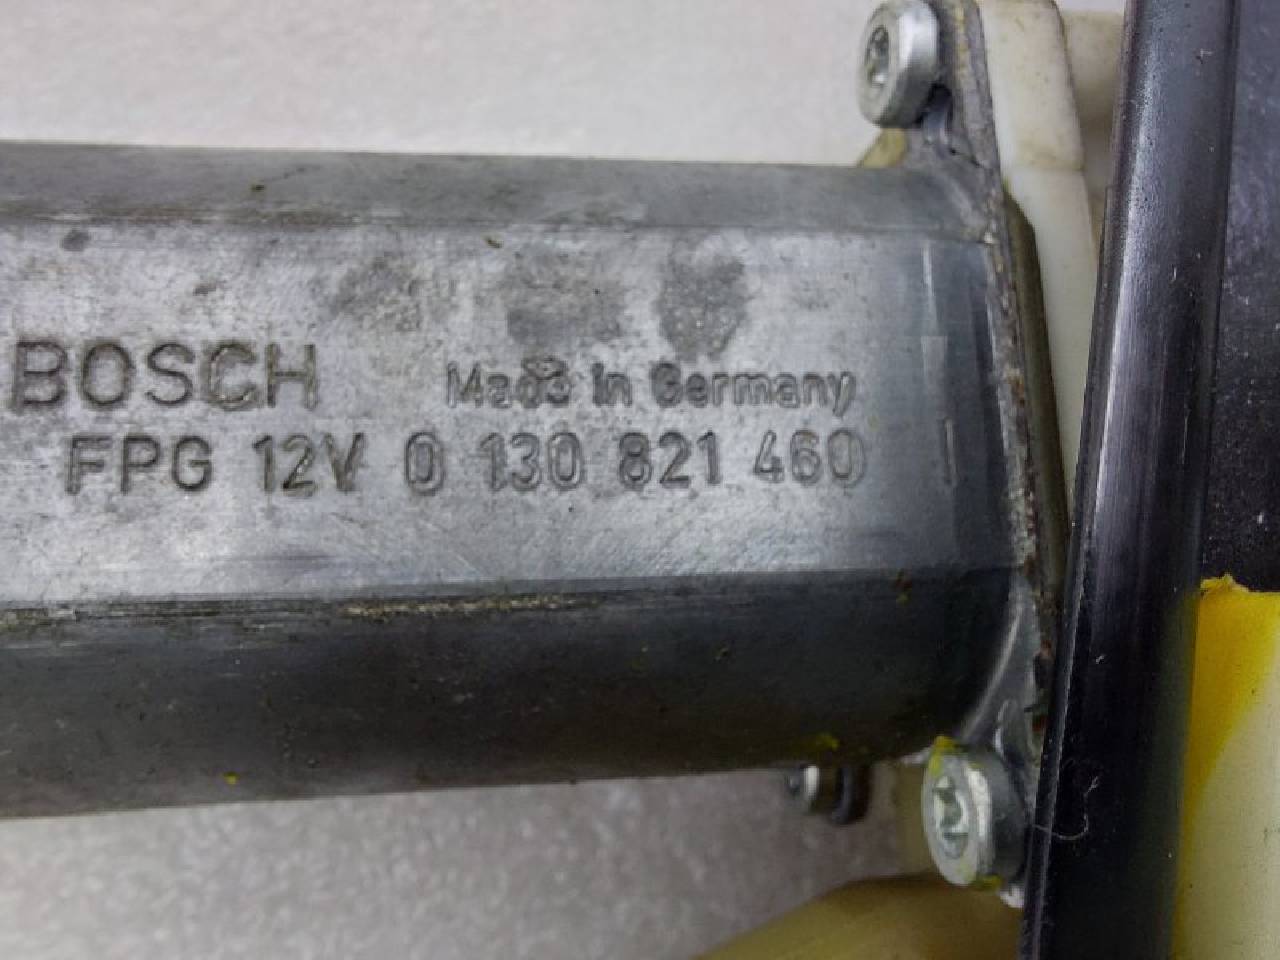 BOSCH Made in Germany
FPG 12V 0 130 821 460